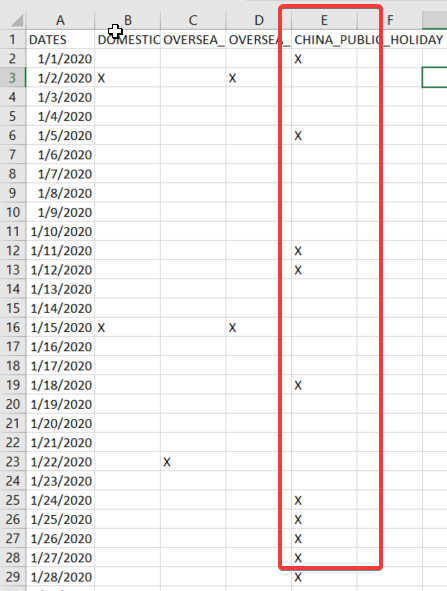 A B C D E F
1 DATES DOMESTIC OVERSEA_ OVERSEA_ CHINA_PUBLIC_HOLIDAY
2 1/1/2020 X
3 1/2/2020 X X
4 1/3/2020
5 1/4/2020
6 1/5/2020 X
7 1/6/2020
8 1/7/2020
9 1/8/2020
10 1/9/2020
11 1/10/2020
12 1/11/2020 X
13 1/12/2020 X
14 1/13/2020
15 1/14/2020
16 1/15/2020 X X
17 1/16/2020
18 1/17/2020
19 1/18/2020 X
20 1/19/2020
21 1/20/2020
22 1/21/2020
23 1/22/2020 X
24 1/23/2020
25 1/24/2020 X
26 1/25/2020 X
27 1/26/2020 X
28 1/27/2020 X
29 1/28/2020 X